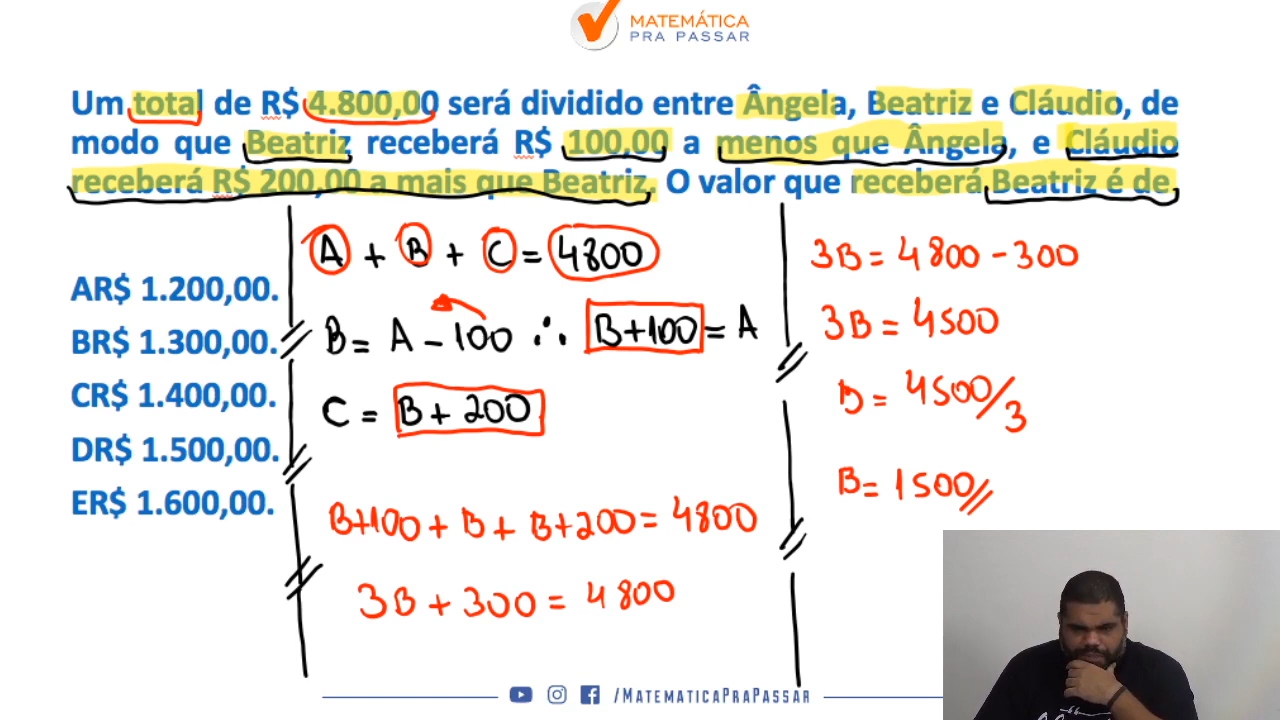 MATEMÁTICA
PRA PASSAR
Um total de R$ 4.800,00 será dividido entre Ângela, Beatriz e Cláudio, de
modo que Beatriz receberá R$ 100,00 a menos que Ângela, e Cláudio
receberá R$ 200,00 a mais que Beatriz. O valor que receberá Beatriz é de
AR$ 1.200,00.
BR$ 1.300,00.
CR$ 1.400,00.
DR$ 1.500,00.
ER$ 1.600,00.
A + B + C = 4800
B = A - 100 ∴ B+100 = A
C = B + 200
B+100 + B + B+200 = 4800
3B + 300 = 4800
3B = 4800 - 300
3B = 4500
B = 4500/3
B = 1500//
/MatematicaPraPassar